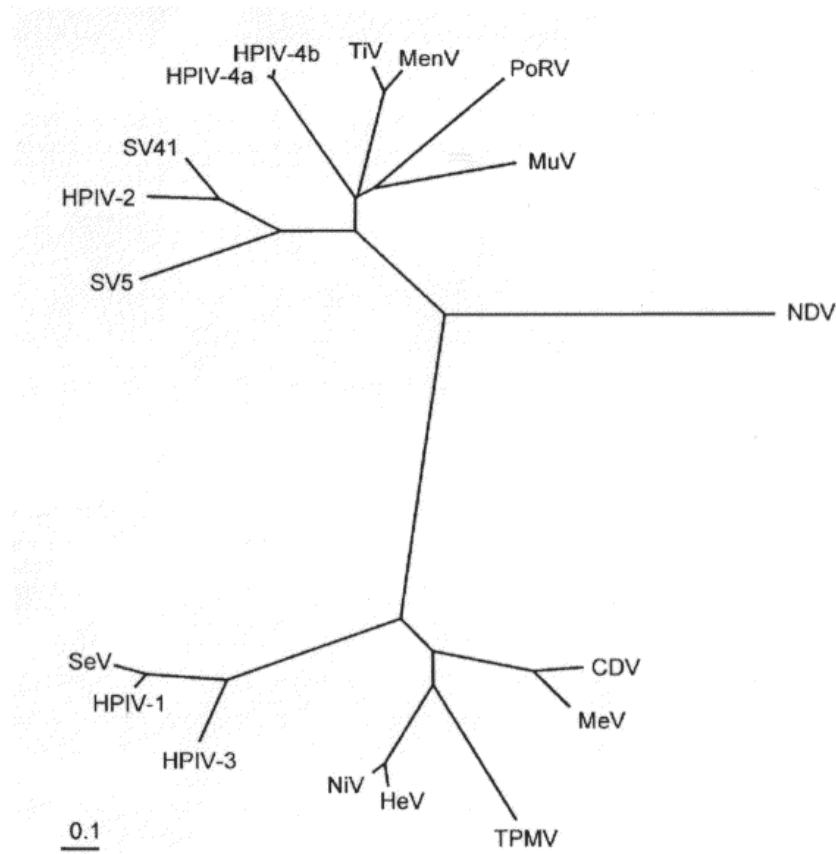 HPIV-4b
TiV
MenV
HPIV-4a
PoRV
SV41
MuV
HPIV-2
SV5
NDV
SeV
CDV
HPIV-1
MeV
HPIV-3
NiV
HeV
TPMV
0.1